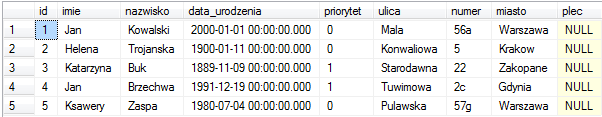 id imie nazwisko data_urodzenia priorytet ulica numer miasto plec
1 1 Jan Kowalski 2000-01-01 00:00:00.000 0 Mala 56a Warszawa NULL
2 2 Helena Trojanska 1900-01-11 00:00:00.000 0 Konwaliowa 5 Krakow NULL
3 3 Katarzyna Buk 1889-11-09 00:00:00.000 1 Starodawna 22 Zakopane NULL
4 4 Jan Brzechwa 1991-12-19 00:00:00.000 1 Tuwimowa 2c Gdynia NULL
5 5 Ksawery Zaspa 1980-07-04 00:00:00.000 0 Pulawska 57g Warszawa NULL